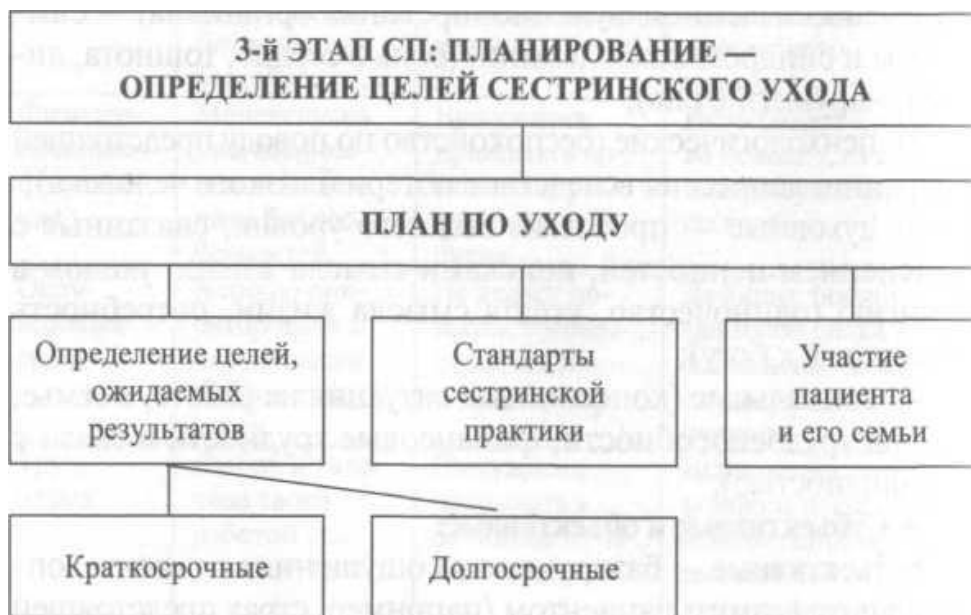 3-й ЭТАП СП: ПЛАНИРОВАНИЕ —
ОПРЕДЕЛЕНИЕ ЦЕЛЕЙ СЕСТРИНСКОГО УХОДА
ПЛАН ПО УХОДУ
Определение целей,
ожидаемых
результатов
Стандарты
сестринской
практики
Участие
пациента
и его семьи
Краткосрочные
Долгосрочные